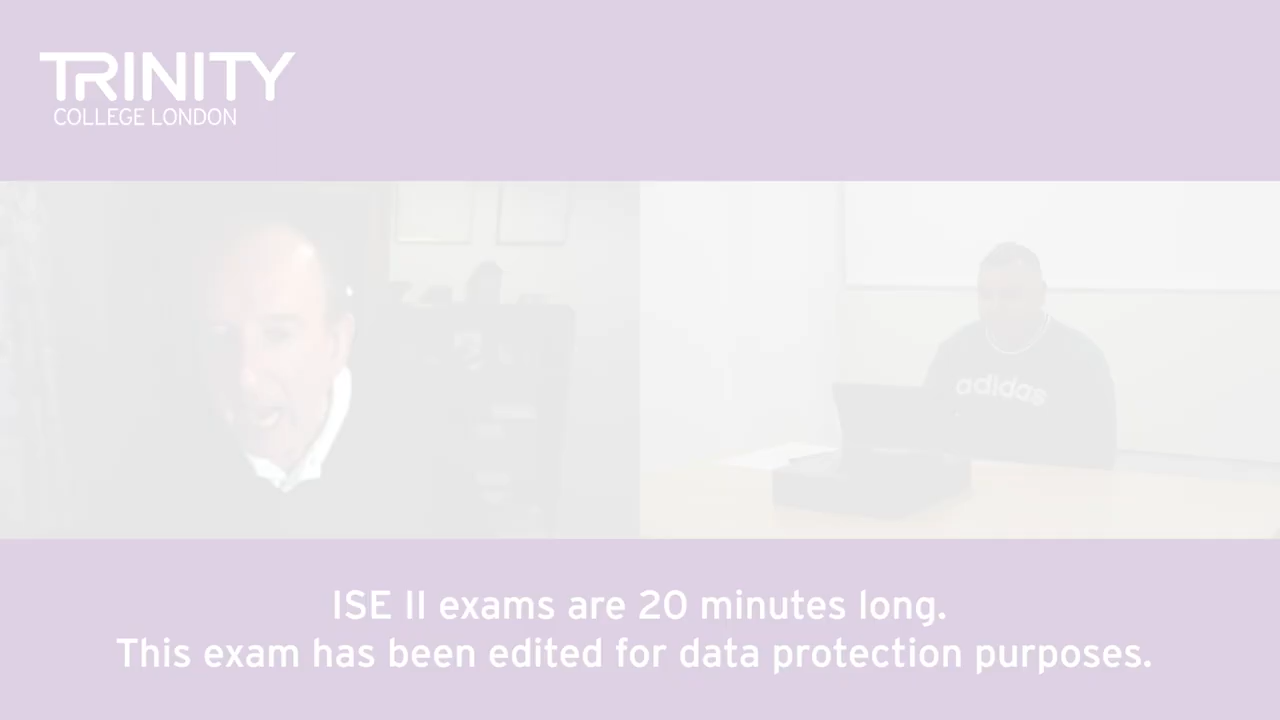 TRINITY
COLLEGE LONDON
adidas
ISE II exams are 20 minutes long.
This exam has been edited for data protection purposes.